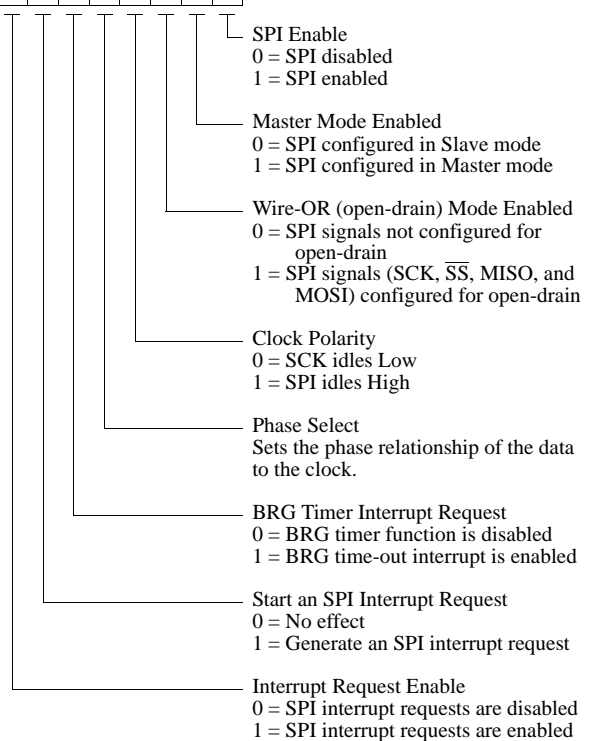 SPI Enable
0 = SPI disabled
1 = SPI enabled
Master Mode Enabled
0 = SPI configured in Slave mode
1 = SPI configured in Master mode
Wire-OR (open-drain) Mode Enabled
0 = SPI signals not configured for
open-drain
1 = SPI signals (SCK, S̅S̅, MISO, and
MOSI) configured for open-drain
Clock Polarity
0 = SCK idles Low
1 = SPI idles High
Phase Select
Sets the phase relationship of the data
to the clock.
BRG Timer Interrupt Request
0 = BRG timer function is disabled
1 = BRG time-out interrupt is enabled
Start an SPI Interrupt Request
0 = No effect
1 = Generate an SPI interrupt request
Interrupt Request Enable
0 = SPI interrupt requests are disabled
1 = SPI interrupt requests are enabled